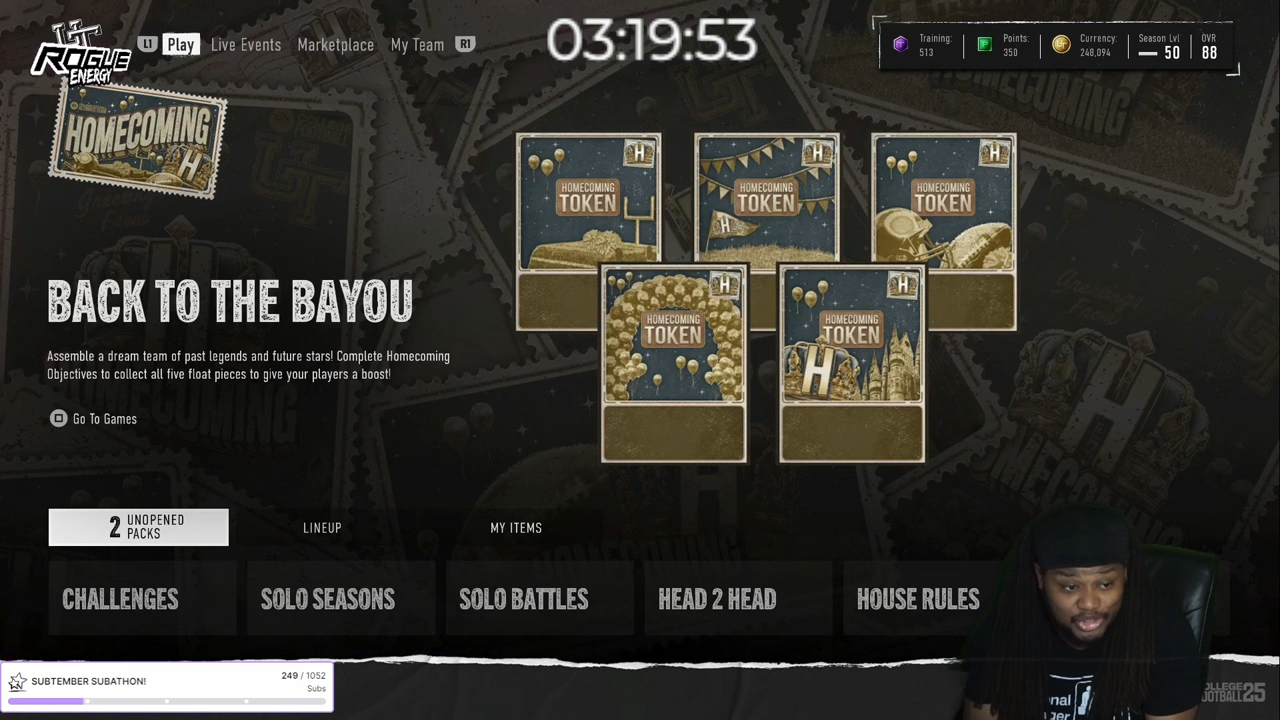 03:19:53
UT
ROGUE
ENERGY
L1 Play Live Events Marketplace My Team R1
Training: 513
Points: 350
Currency: 248,094
Season Lvl 50
OVR 88
HOMECOMING
H
H
HOMECOMING
TOKEN
H
HOMECOMING
TOKEN
H
H
HOMECOMING
TOKEN
BACK TO THE BAYOU
Assemble a dream team of past legends and future stars! Complete Homecoming
Objectives to collect all five float pieces to give your players a boost!
Go To Games
H
HOMECOMING
TOKEN
H
HOMECOMING
TOKEN
H
2 UNOPENED PACKS
LINEUP
MY ITEMS
CHALLENGES
SOLO SEASONS
SOLO BATTLES
HEAD 2 HEAD
HOUSE RULES
SUBTEMBER SUBATHON!
249 / 1052
Subs